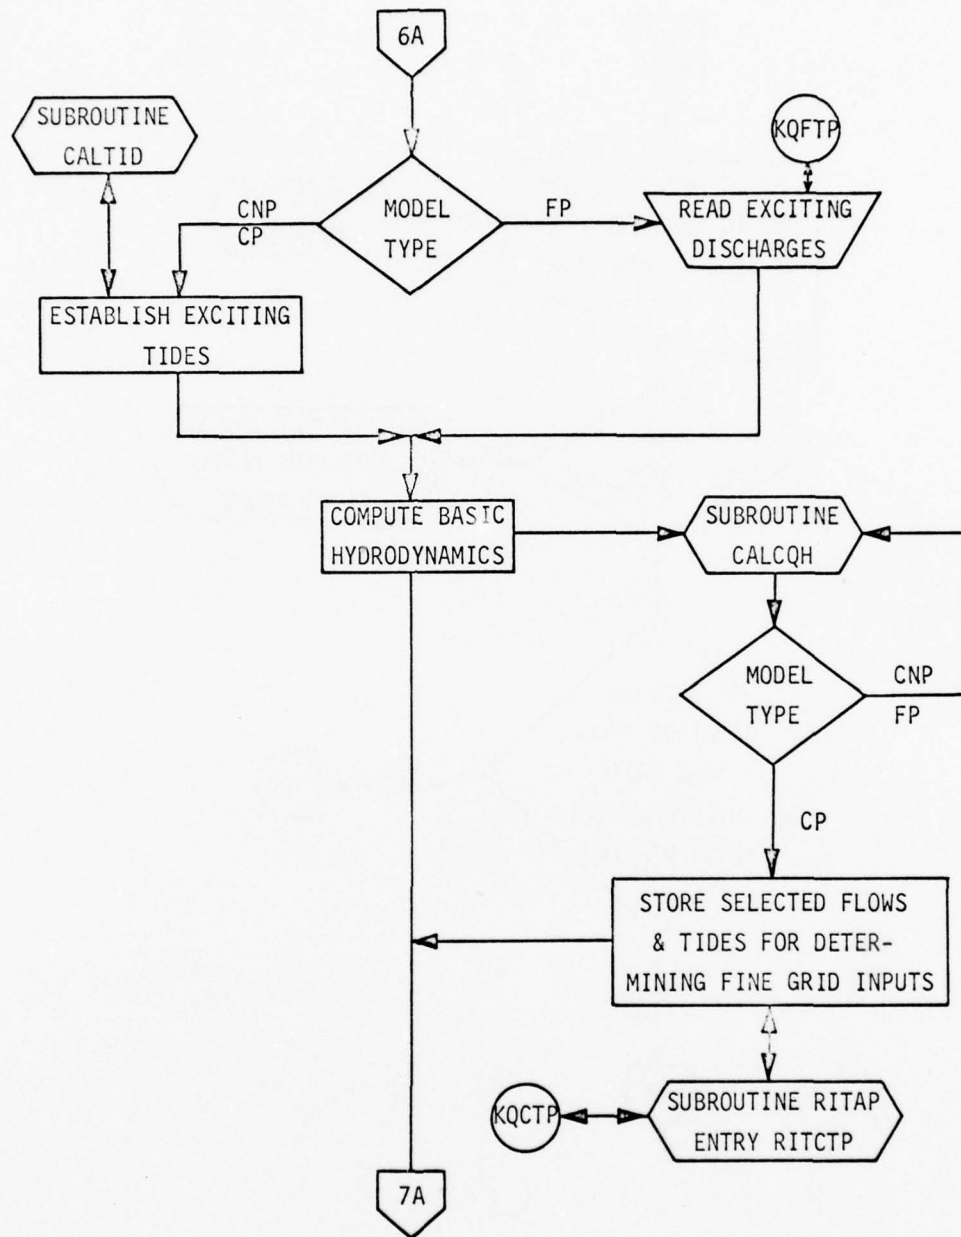 6A
SUBROUTINE
CALTID
KQFTP
CNP
CP
MODEL
TYPE
FP
READ EXCITING
DISCHARGES
ESTABLISH EXCITING
TIDES
COMPUTE BASIC
HYDRODYNAMICS
SUBROUTINE
CALCQH
MODEL
TYPE
CNP
FP
CP
STORE SELECTED FLOWS
& TIDES FOR DETER-
MINING FINE GRID INPUTS
KQCTP
SUBROUTINE RITAP
ENTRY RITCTP
7A